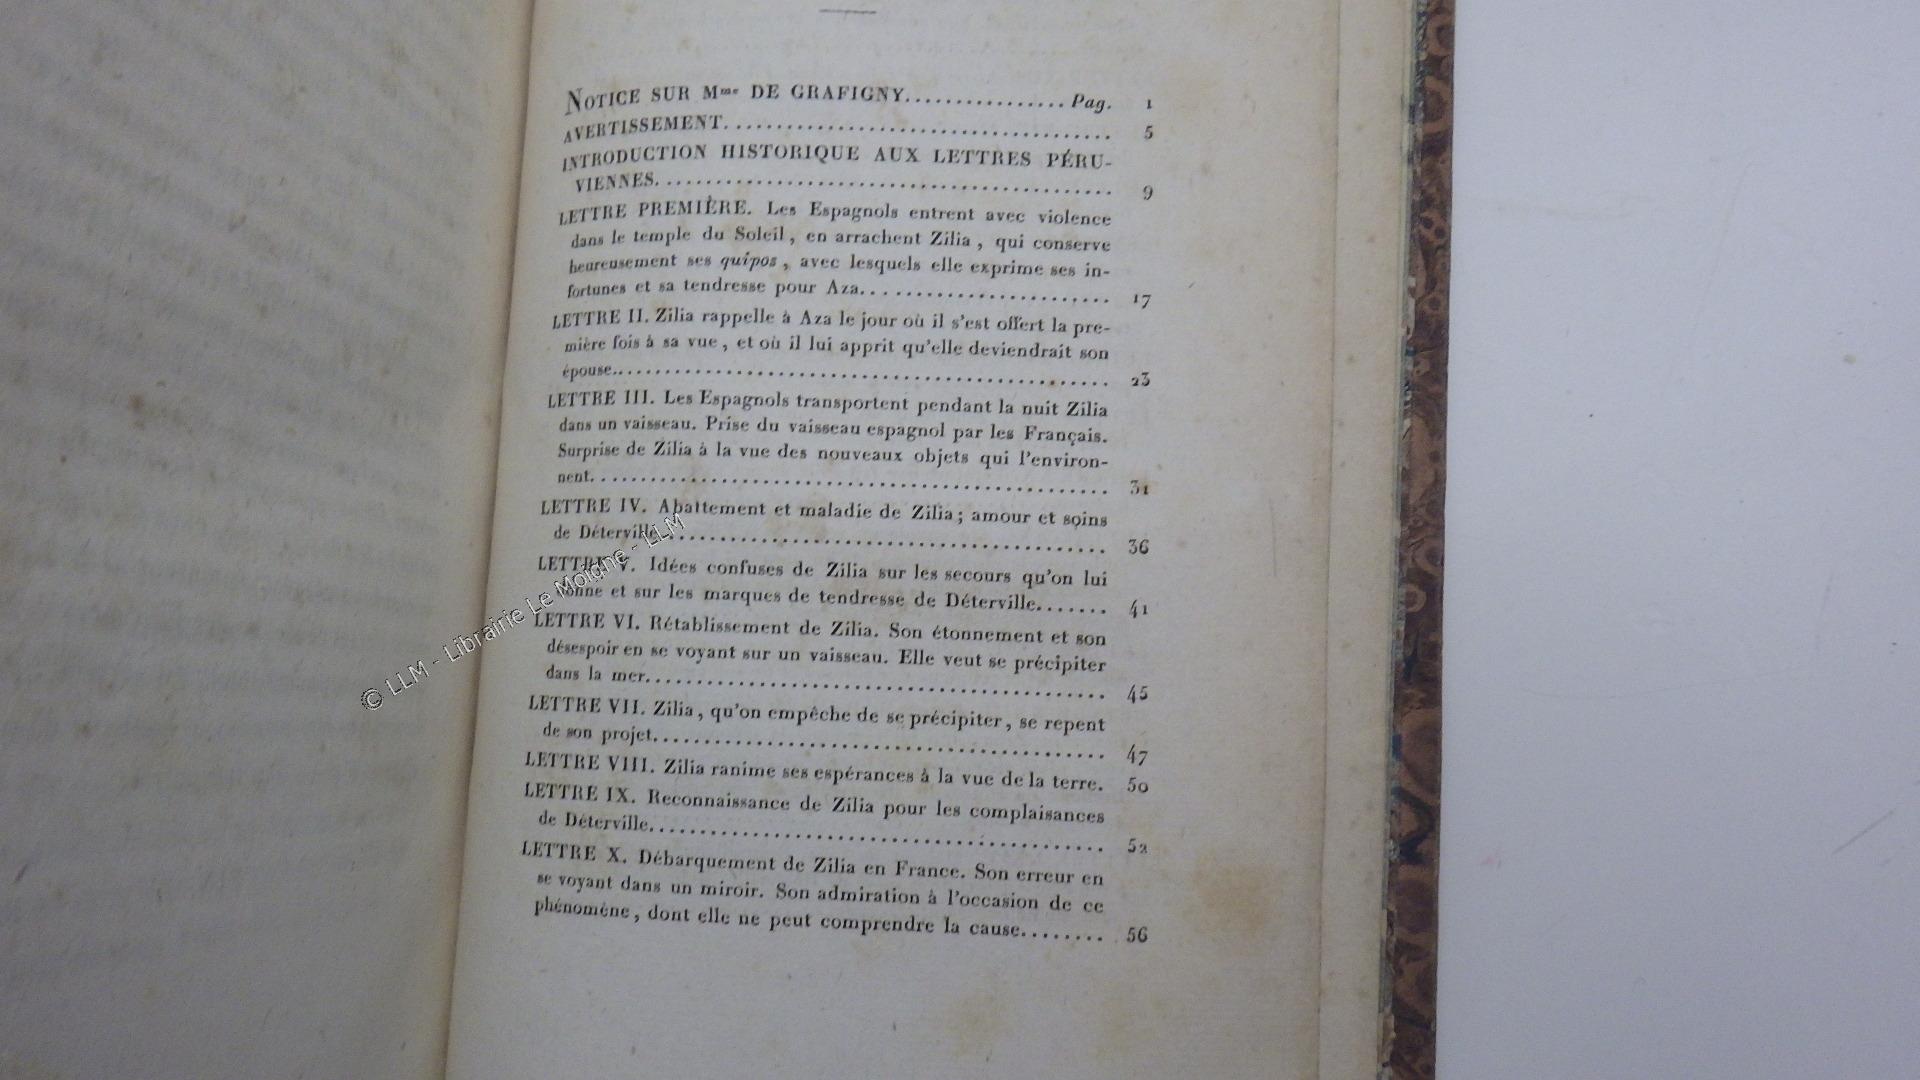 NOTICE SUR Mme DE GRAFIGNY................ Pag. 1
AVERTISSEMENT...................................... 5
INTRODUCTION HISTORIQUE AUX LETTRES PÉRU-
VIENNES............................................. 9
LETTRE PREMIÈRE. Les Espagnols entrent avec violence
dans le temple du Soleil, en arrachent Zilia, qui conserve
heureusement ses quipos, avec lesquels elle exprime ses in-
fortunes et sa tendresse pour Aza........................ 17
LETTRE II. Zilia rappelle à Aza le jour où il s'est offert la pre-
mière fois à sa vue, et où il lui apprit qu'elle deviendrait son
épouse................................................ 23
LETTRE III. Les Espagnols transportent pendant la nuit Zilia
dans un vaisseau. Prise du vaisseau espagnol par les Français.
Surprise de Zilia à la vue des nouveaux objets qui l'environ-
nent.................................................. 31
LETTRE IV. Abattement et maladie de Zilia; amour et soins
de Déterville........................................... 36
LETTRE V. Idées confuses de Zilia sur les secours qu'on lui
donne et sur les marques de tendresse de Déterville....... 41
LETTRE VI. Rétablissement de Zilia. Son étonnement et son
désespoir en se voyant sur un vaisseau. Elle veut se précipiter
dans la mer............................................. 45
LETTRE VII. Zilia, qu'on empêche de se précipiter, se repent
de son projet............................................ 47
LETTRE VIII. Zilia ranime ses espérances à la vue de la terre. 50
LETTRE IX. Reconnaissance de Zilia pour les complaisances
de Déterville............................................ 52
LETTRE X. Débarquement de Zilia en France. Son erreur en
se voyant dans un miroir. Son admiration à l'occasion de ce
phénomène, dont elle ne peut comprendre la cause........ 56
© LLM - Librairie Le Moigne - LLM